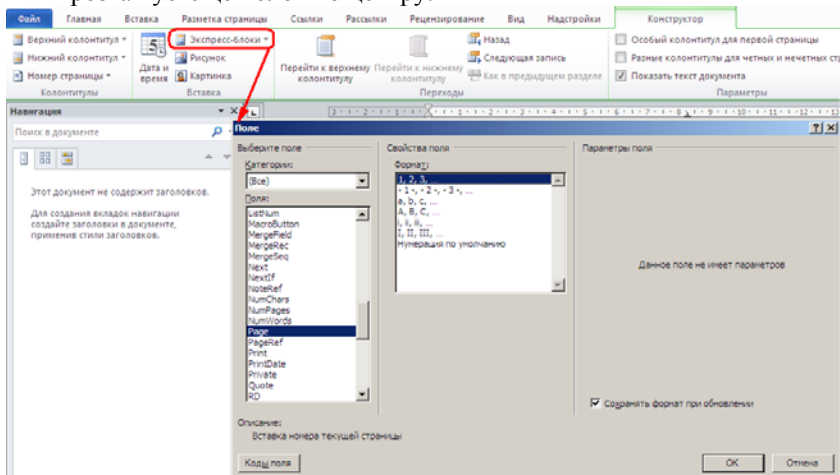 Файл Главная Вставка Разметка страницы Ссылки Рассылки Рецензирование Вид Надстройки Конструктор
Верхний колонтитул
Нижний колонтитул
Номер страницы
Колонтитулы
5
Дата и время
Экспресс-блоки
Рисунок
Картинка
Вставка
Перейти к верхнему колонтитулу
Перейти к нижнему колонтитулу
Назад
Следующая запись
Как в предыдущем разделе
Переходы
Особый колонтитул для первой страницы
Разные колонтитулы для четных и нечетных
Показать текст документа
Параметры
Навигация
Поиск в документе
Этот документ не содержит заголовков.
Для создания вкладок навигации
создайте заголовки в документе,
применив стили заголовков.
Поле
Выберите поле
Категории:
(Все)
Поля:
ListNum
MacroButton
MergeField
MergeRec
MergeSeq
Next
NextIf
NoteRef
NumChars
NumPages
NumWords
Page
PageRef
Print
PrintDate
Private
Quote
RD
Свойства поля
Формат:
1, 2, 3, ...
- 1 -, - 2 -, - 3 -, ...
a, b, c, ...
A, B, C, ...
i, ii, iii, ...
I, II, III, ...
Нумерация по умолчанию
Параметры поля
Данное поле не имеет параметров
Сохранять формат при обновлении
Описание:
Вставка номера текущей страницы
Коды поля
ОК
Отмена